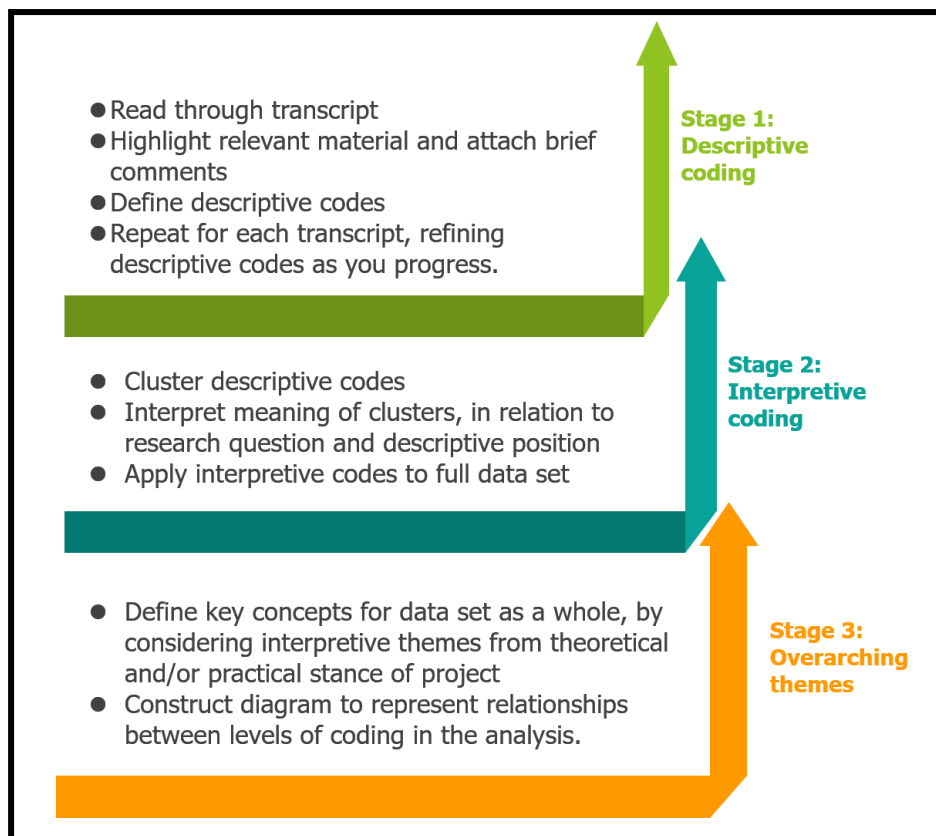 ● Read through transcript
● Highlight relevant material and attach brief
comments
● Define descriptive codes
● Repeat for each transcript, refining
descriptive codes as you progress.
Stage 1:
Descriptive
coding
● Cluster descriptive codes
● Interpret meaning of clusters, in relation to
research question and descriptive position
● Apply interpretive codes to full data set
Stage 2:
Interpretive
coding
● Define key concepts for data set as a whole, by
considering interpretive themes from theoretical
and/or practical stance of project
● Construct diagram to represent relationships
between levels of coding in the analysis.
Stage 3:
Overarching
themes